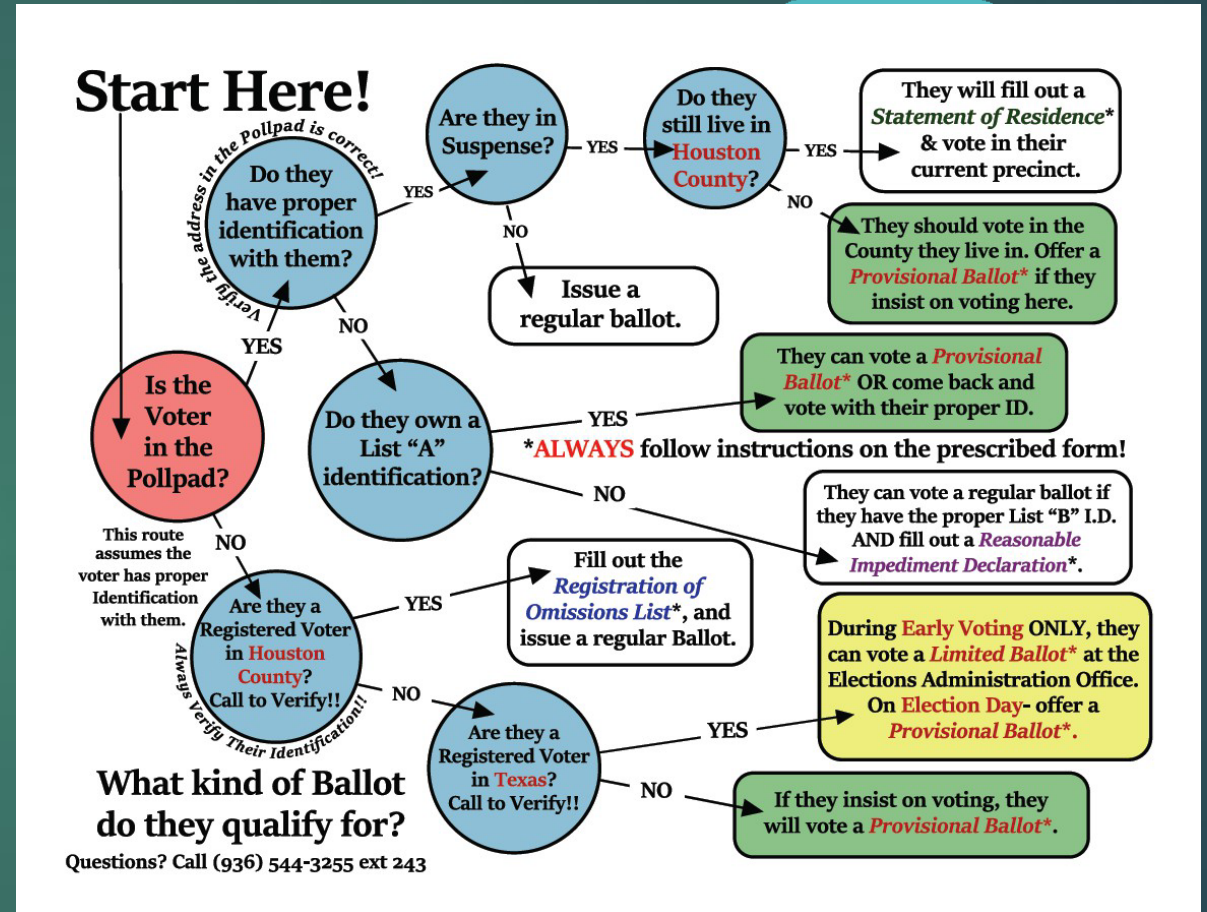 Start Here!
Verify the address in the Pollpad is correct!
Do they
have proper
identification
with them?
YES
Are they in
Suspense?
YES
Do they
still live in
Houston
County?
YES
They will fill out a
Statement of Residence*
& vote in their
current precinct.
NO
They should vote in the
County they live in. Offer a
Provisional Ballot* if they
insist on voting here.
NO
Issue a
regular ballot.
YES
NO
Is the
Voter
in the
Pollpad?
Do they own a
List “A”
identification?
YES
They can vote a Provisional
Ballot* OR come back and
vote with their proper ID.
*ALWAYS follow instructions on the prescribed form!
NO
They can vote a regular ballot if
they have the proper List “B” I.D.
AND fill out a Reasonable
Impediment Declaration*.
This route
assumes the
voter has proper
Identification
with them.
NO
Are they a
Registered Voter
in Houston
County?
Call to Verify!!
Always Verify Their Identification!!
YES
Fill out the
Registration of
Omissions List*, and
issue a regular Ballot.
NO
Are they a
Registered Voter
in Texas?
Call to Verify!!
YES
During Early Voting ONLY, they
can vote a Limited Ballot* at the
Elections Administration Office.
On Election Day- offer a
Provisional Ballot*.
NO
If they insist on voting, they
will vote a Provisional Ballot*.
What kind of Ballot
do they qualify for?
Questions? Call (936) 544-3255 ext 243